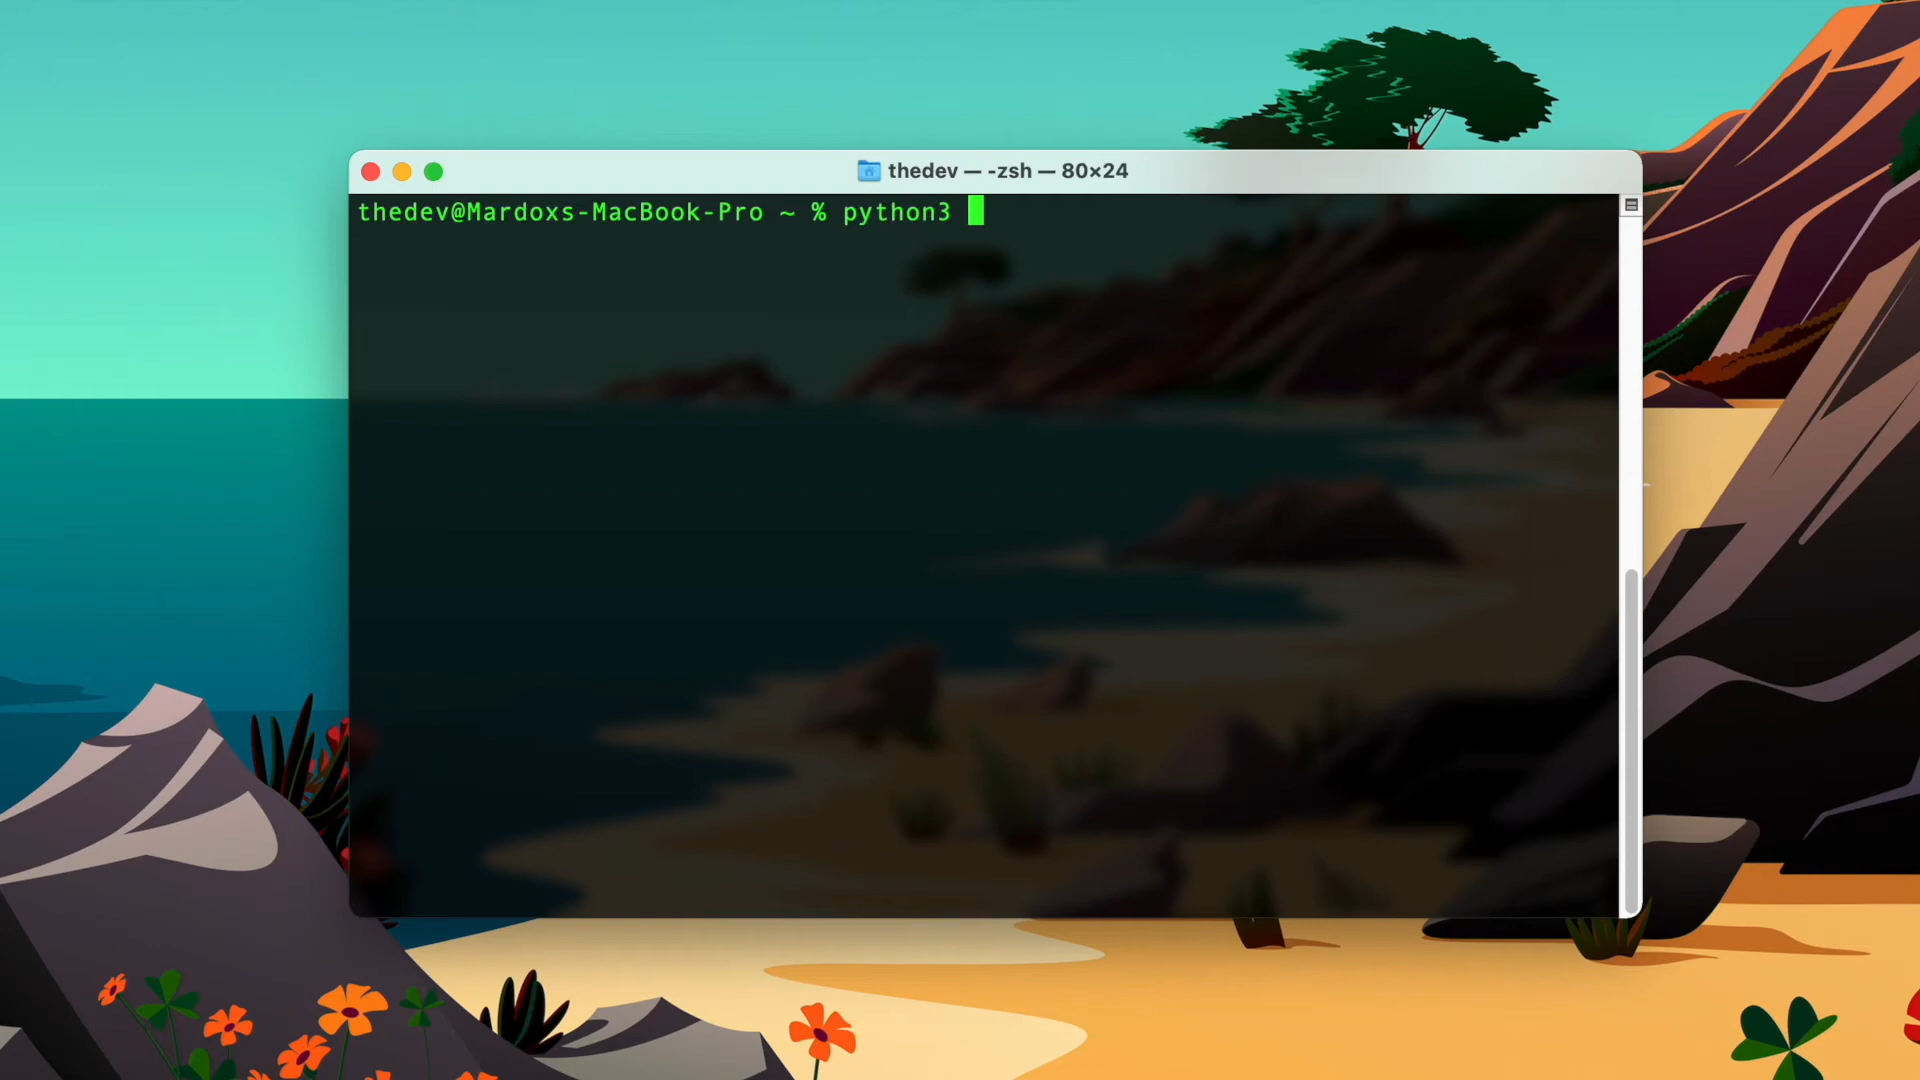 thedev — -zsh — 80×24
thedev@Mardoxs-MacBook-Pro ~ % python3